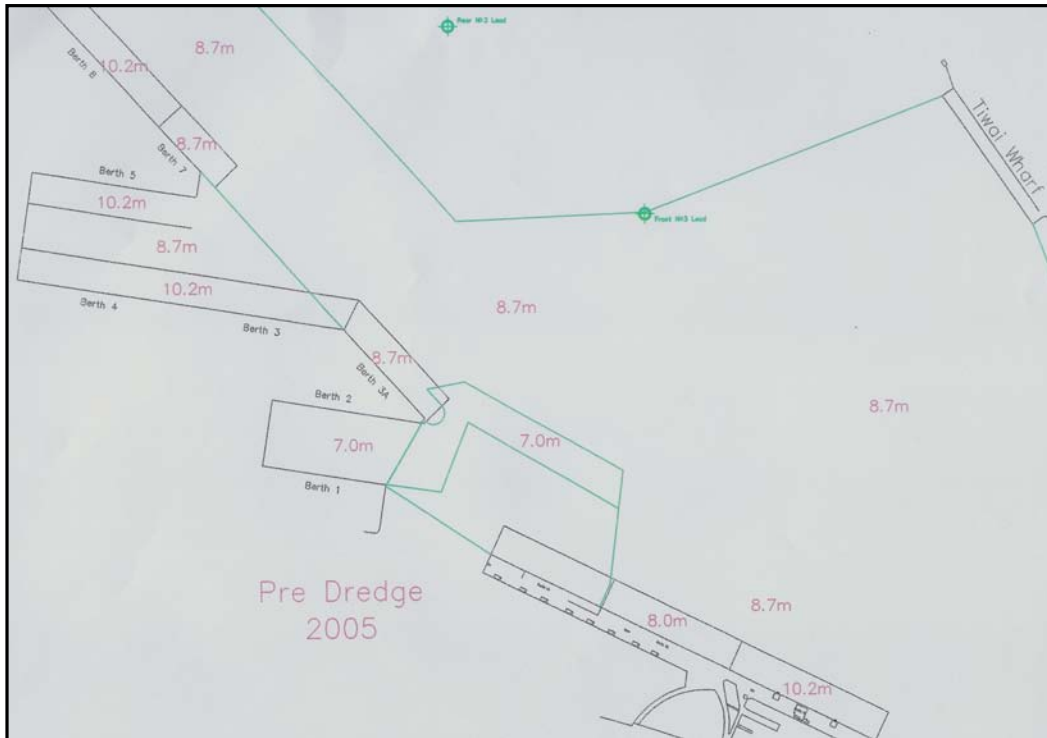 Rear №2 Lead
8.7m
10.2m
Berth 8
8.7m
Berth 7
Tiwai Wharf
Berth 5
10.2m
Front №3 Lead
8.7m
10.2m
Berth 4
Berth 3
8.7m
8.7m
Berth 3A
8.7m
Berth 2
7.0m
7.0m
Berth 1
Pre Dredge
2005
8.7m
8.0m
10.2m